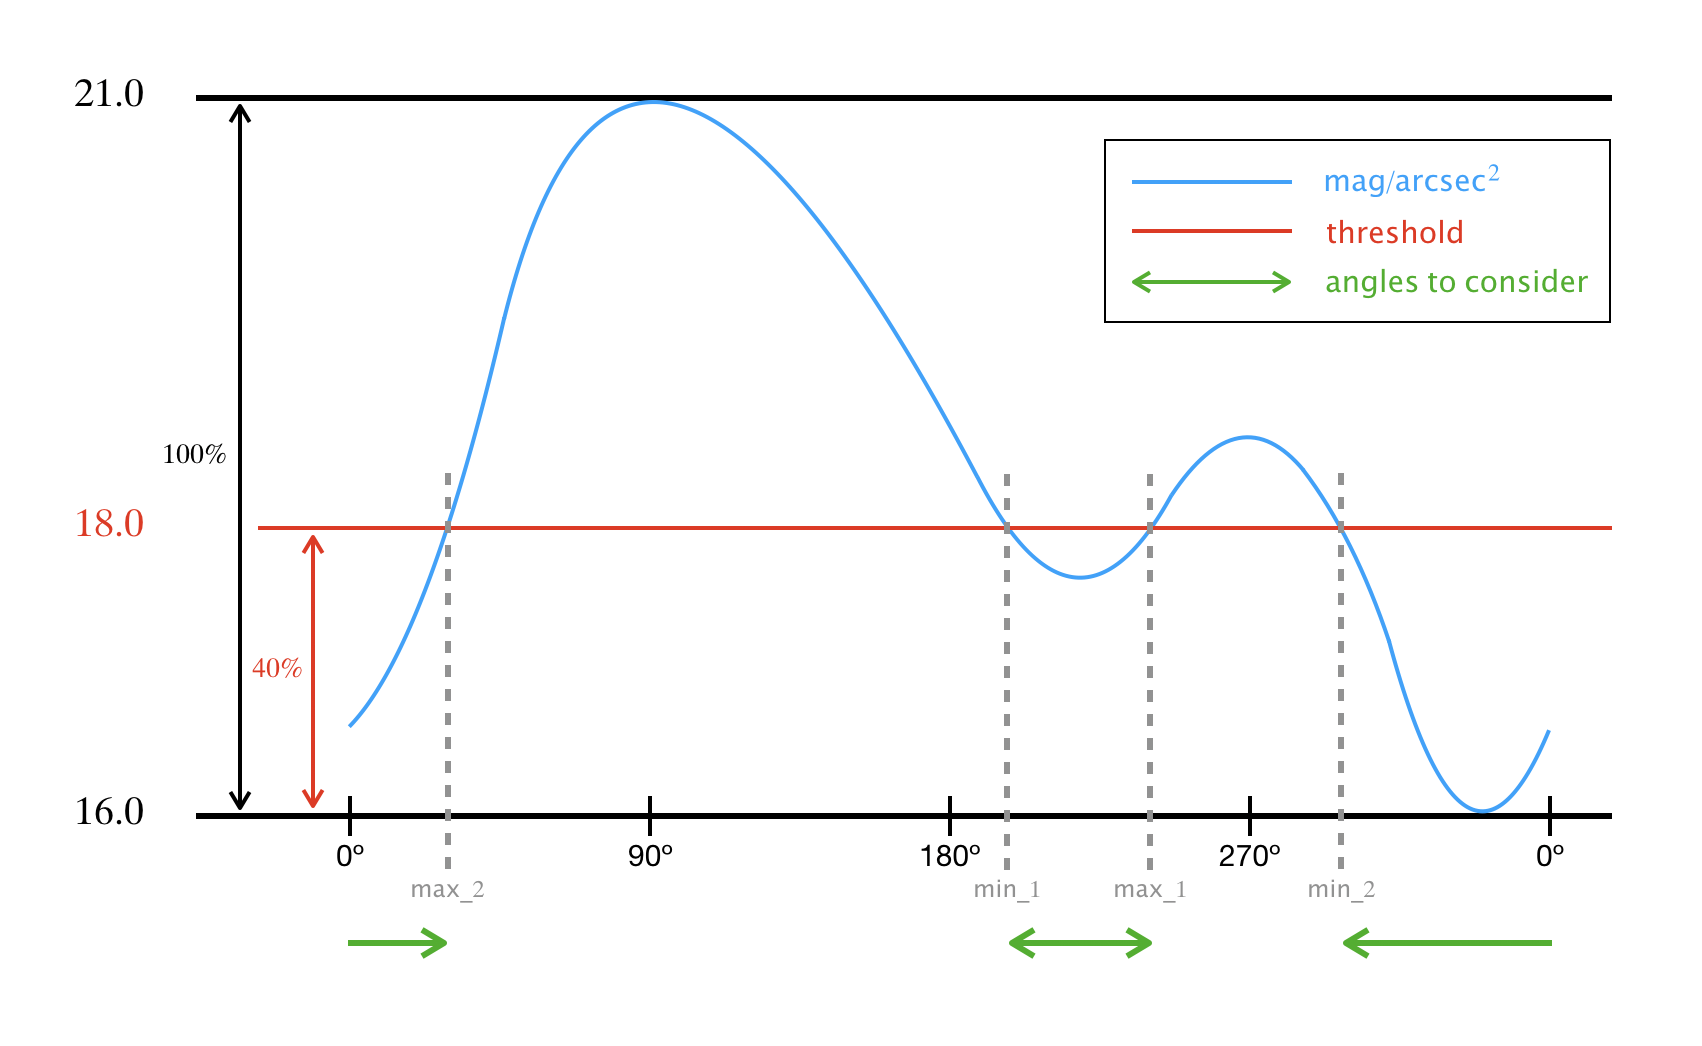 21.0
mag/arcsec²
threshold
angles to consider
100%
18.0
40%
16.0
0º 90º 180º 270º 0º
max_2 min_1 max_1 min_2